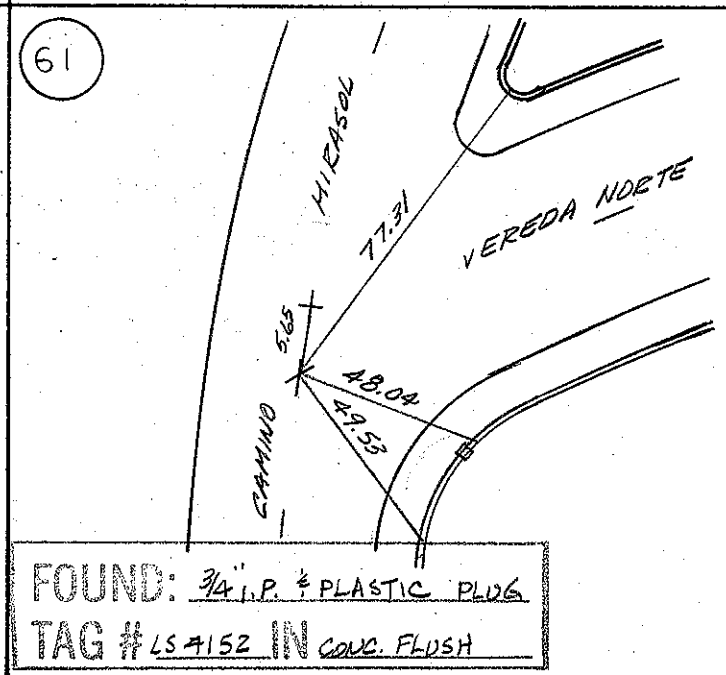 61
MIRASOL
77.31
VEREDA NORTE
5.65
48.04
49.53
CAMINO
FOUND: 3/4" I.P. & PLASTIC PLUG
TAG # LS 4152 IN CONC. FLUSH